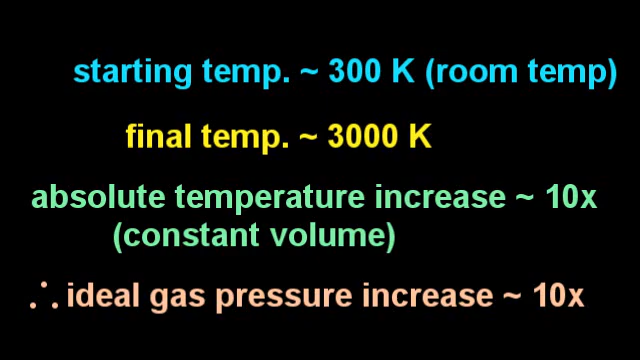 starting temp. ~ 300 K (room temp)
final temp. ~ 3000 K
absolute temperature increase ~ 10x
(constant volume)
∴ ideal gas pressure increase ~ 10x